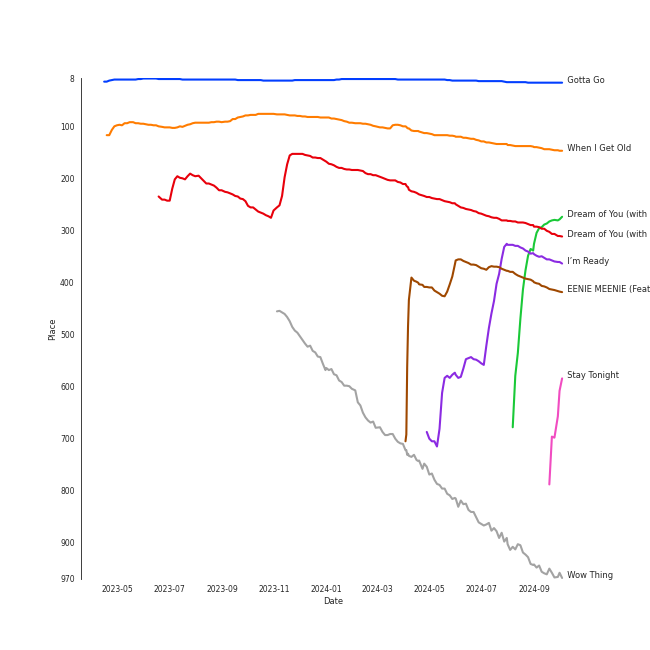 8
100
200
300
400
500
600
700
800
900
970
Place
2023-05
2023-07
2023-09
2023-11
2024-01
2024-03
2024-05
2024-07
2024-09
Date
Gotta Go
When I Get Old
Dream of You (with
Dream of You (with
I'm Ready
EENIE MEENIE (Feat
Stay Tonight
Wow Thing